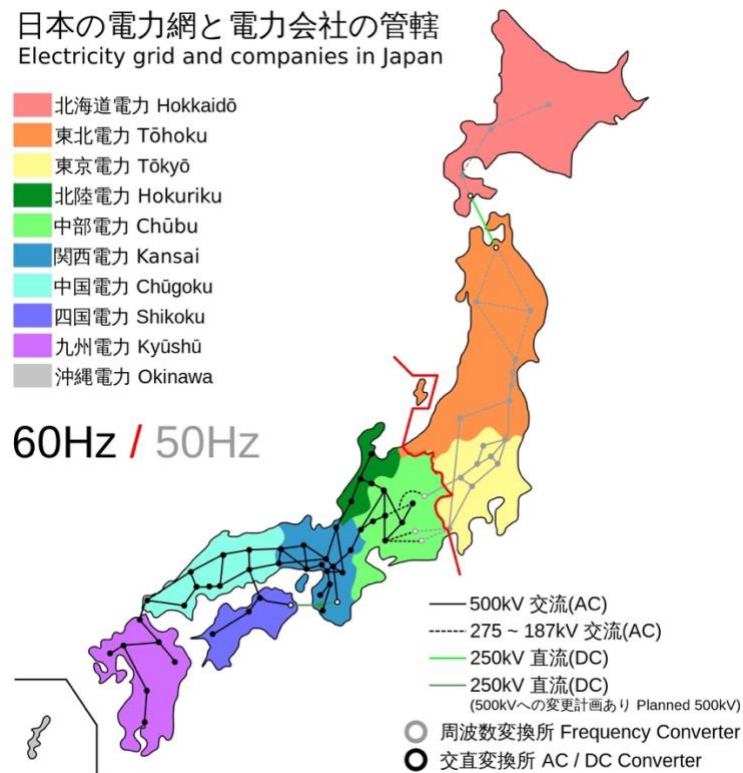 日本の電力網と電力会社の管轄
Electricity grid and companies in Japan
北海道電力 Hokkaidō
東北電力 Tōhoku
東京電力 Tōkyō
北陸電力 Hokuriku
中部電力 Chūbu
関西電力 Kansai
中国電力 Chūgoku
四国電力 Shikoku
九州電力 Kyūshū
沖縄電力 Okinawa
60Hz / 50Hz
500kV 交流(AC)
275 ~ 187kV 交流(AC)
250kV 直流(DC)
250kV 直流(DC)
(500kVへの変更計画あり Planned 500kV)
周波数変換所 Frequency Converter
交直変換所 AC / DC Converter